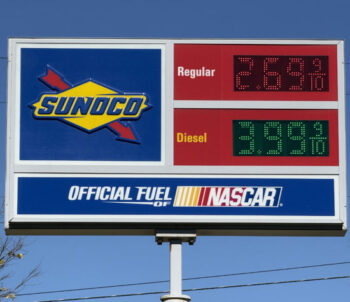 SUNOCO
Regular 2.69 9/10
Diesel 3.99 9/10
OFFICIAL FUEL OF NASCAR